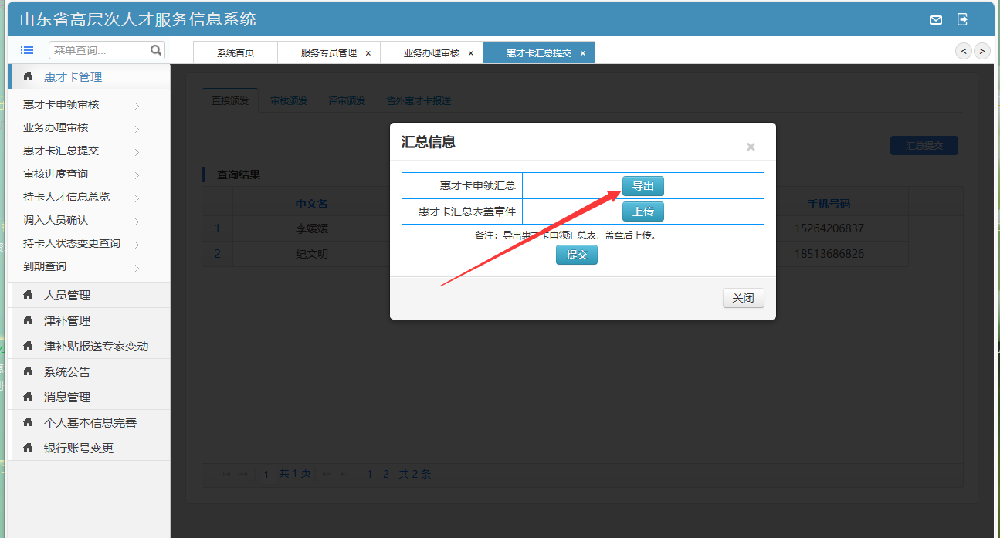 山东省高层次人才服务信息系统
菜单查询...
系统首页 服务专员管理 × 业务办理审核 × 惠才卡汇总提交 ×
< >
惠才卡管理
惠才卡申领审核
业务办理审核
惠才卡汇总提交
审核进度查询
持卡人才信息总览
调入人员确认
持卡人状态变更查询
到期查询
人员管理
津补管理
津补贴报送专家变动
系统公告
消息管理
个人基本信息完善
银行账号变更
直接颁发 审核颁发 评审颁发 省外惠才卡报送
汇总提交
查询结果
中文名 手机号码
1 李媛媛 15264206837
2 纪文明 18513686826
汇总信息 ×
惠才卡申领汇总 导出
惠才卡汇总表盖章件 上传
备注：导出惠才卡申领汇总表，盖章后上传。
提交
关闭
1 共 1 页 1 - 2 共 2 条